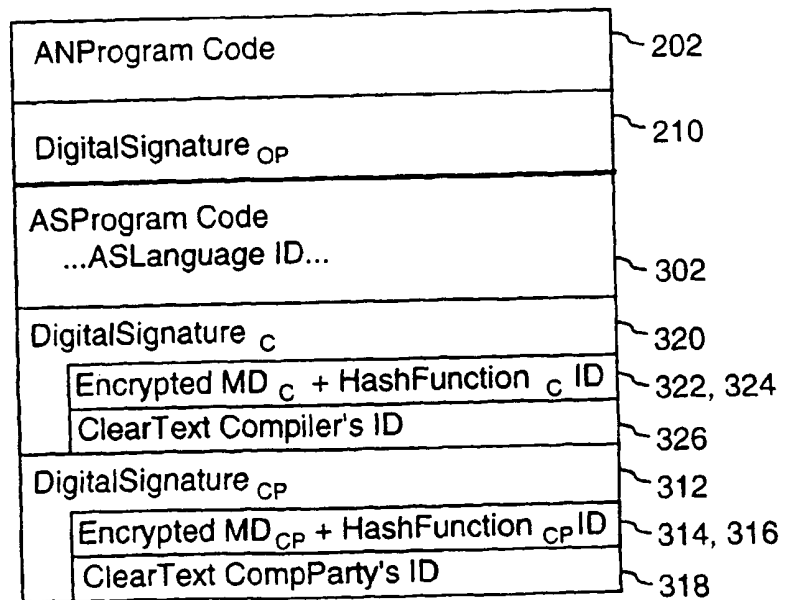 ANProgram Code 202
DigitalSignature OP 210
ASProgram Code
...ASLanguage ID... 302
DigitalSignature C 320
Encrypted MD C + HashFunction C ID 322, 324
ClearText Compiler's ID 326
DigitalSignature CP 312
Encrypted MD CP + HashFunction CP ID 314, 316
ClearText CompParty's ID 318